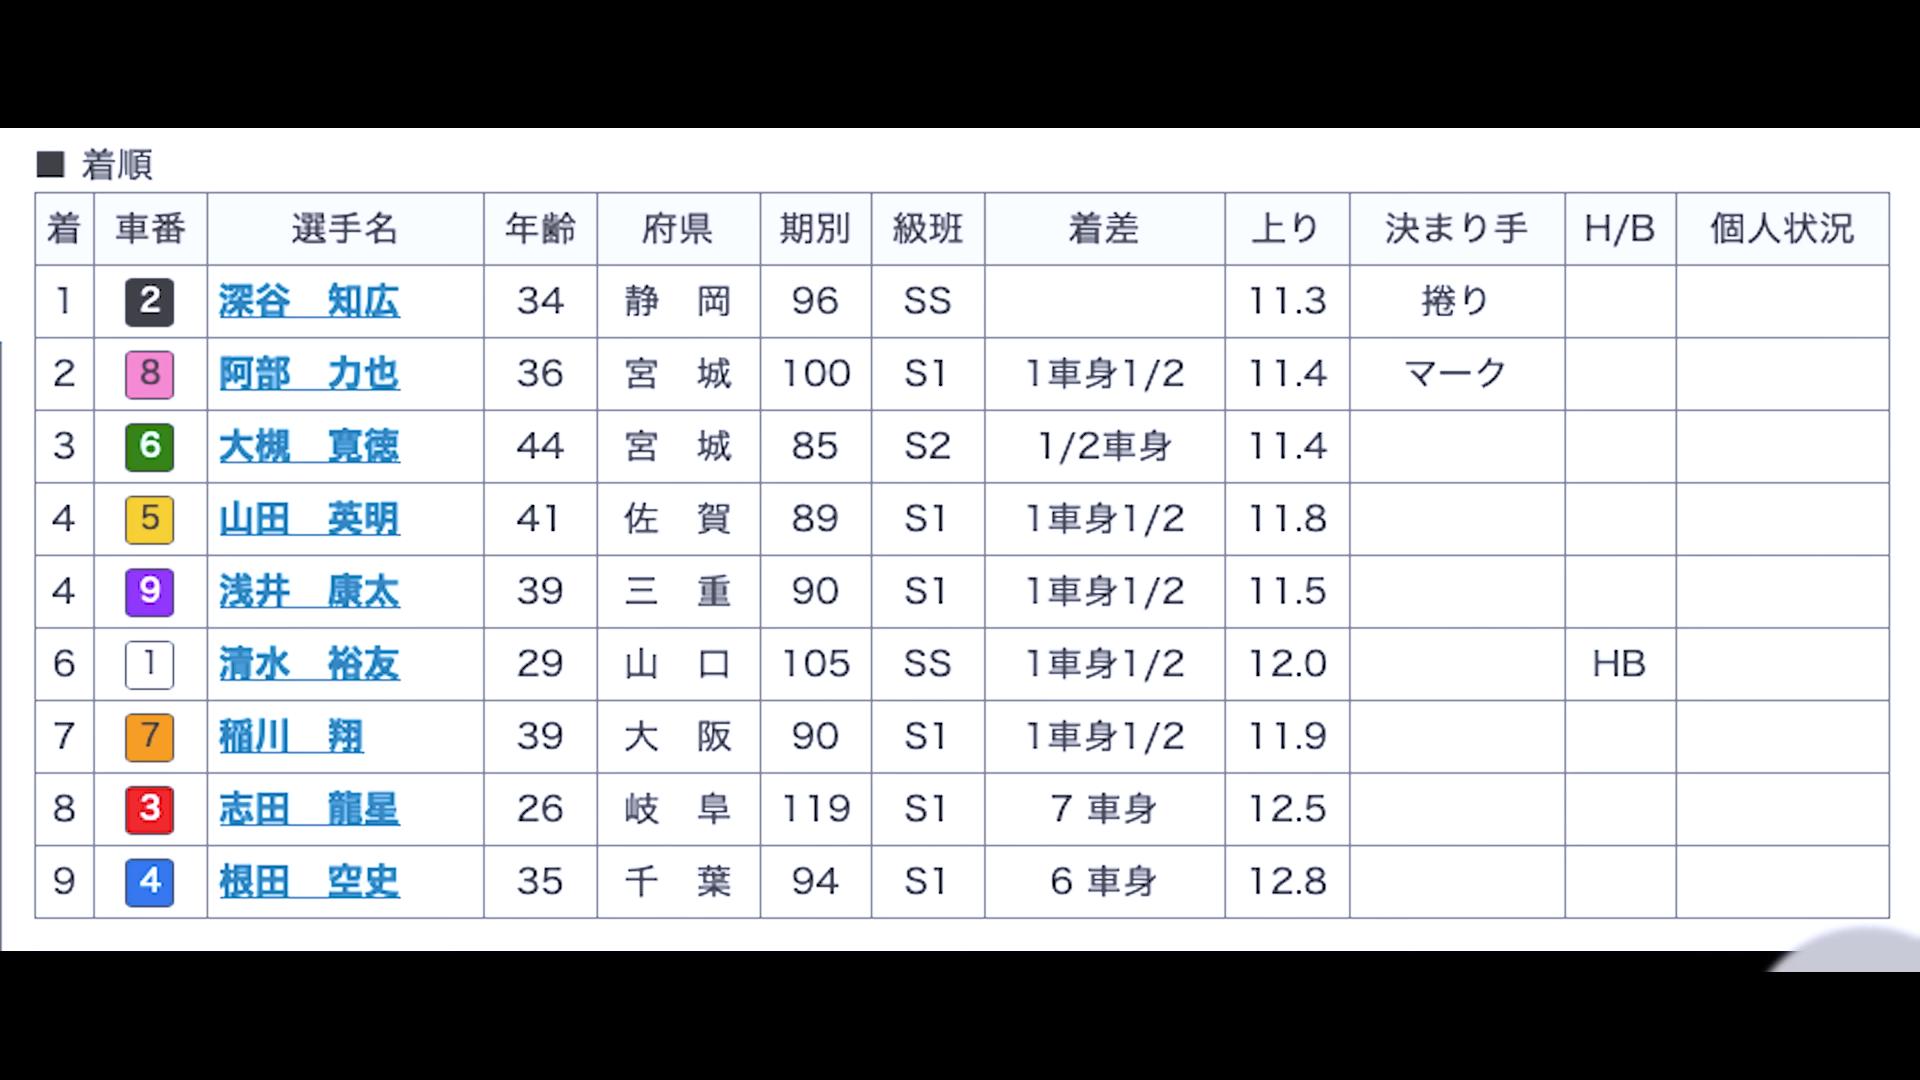 ■ 着順
着 車番 選手名 年齢 府県 期別 級班 着差 上り 決まり手 H/B 個人状況
1 2 深谷　知広 34 静　岡 96 SS 11.3 捲り
2 8 阿部　力也 36 宮　城 100 S1 1車身1/2 11.4 マーク
3 6 大槻　寛徳 44 宮　城 85 S2 1/2車身 11.4
4 5 山田　英明 41 佐　賀 89 S1 1車身1/2 11.8
4 9 浅井　康太 39 三　重 90 S1 1車身1/2 11.5
6 1 清水　裕友 29 山　口 105 SS 1車身1/2 12.0 HB
7 7 稲川　翔 39 大　阪 90 S1 1車身1/2 11.9
8 3 志田　龍星 26 岐　阜 119 S1 7 車身 12.5
9 4 根田　空史 35 千　葉 94 S1 6 車身 12.8